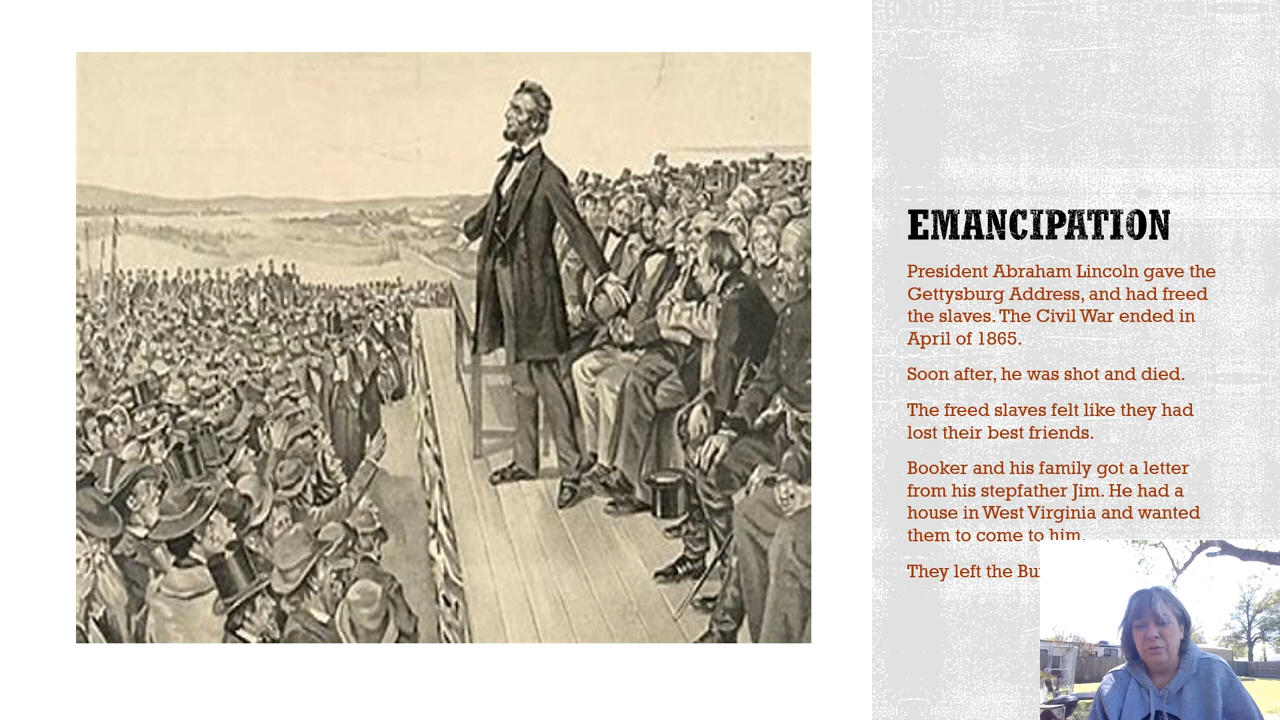 EMANCIPATION
President Abraham Lincoln gave the
Gettysburg Address, and had freed
the slaves. The Civil War ended in
April of 1865.
Soon after, he was shot and died.
The freed slaves felt like they had
lost their best friends.
Booker and his family got a letter
from his stepfather Jim. He had a
house in West Virginia and wanted
them to come to him.
They left the